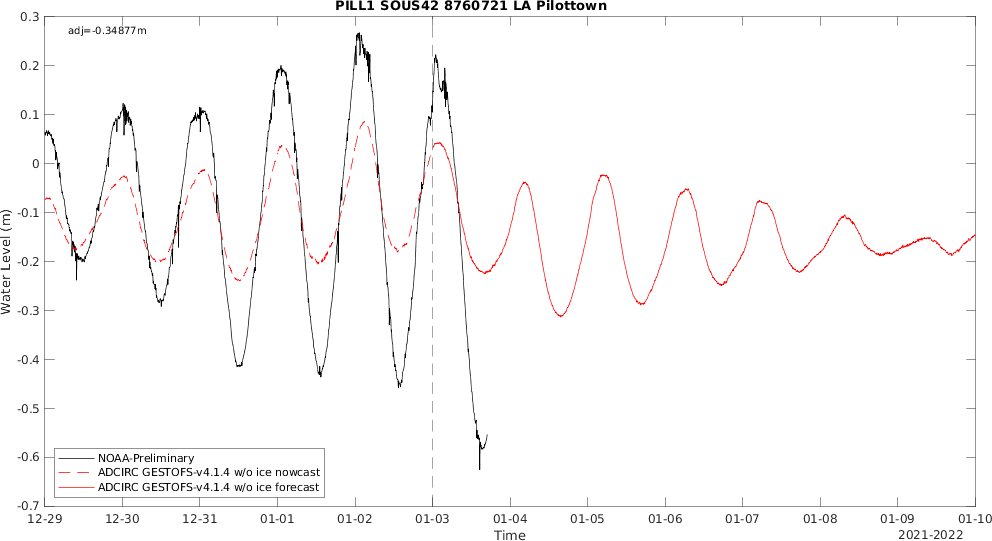 PILL1 SOUS42 8760721 LA Pilottown
adj=-0.34877m
0.3
0.2
0.1
0
-0.1
-0.2
-0.3
-0.4
-0.5
-0.6
-0.7
Water Level (m)
NOAA-Preliminary
ADCIRC GESTOFS-v4.1.4 w/o ice nowcast
ADCIRC GESTOFS-v4.1.4 w/o ice forecast
12-29 12-30 12-31 01-01 01-02 01-03 01-04 01-05 01-06 01-07 01-08 01-09 01-10
Time
2021-2022